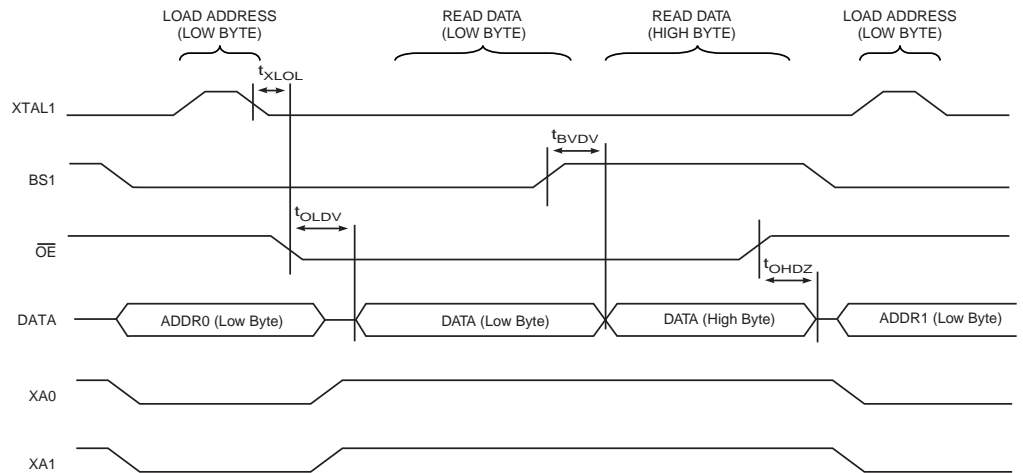 LOAD ADDRESS
(LOW BYTE)
READ DATA
(LOW BYTE)
READ DATA
(HIGH BYTE)
LOAD ADDRESS
(LOW BYTE)
tXLOL
XTAL1
tBVDV
BS1
tOLDV
OE
tOHDZ
DATA
ADDR0 (Low Byte)
DATA (Low Byte)
DATA (High Byte)
ADDR1 (Low Byte)
XA0
XA1